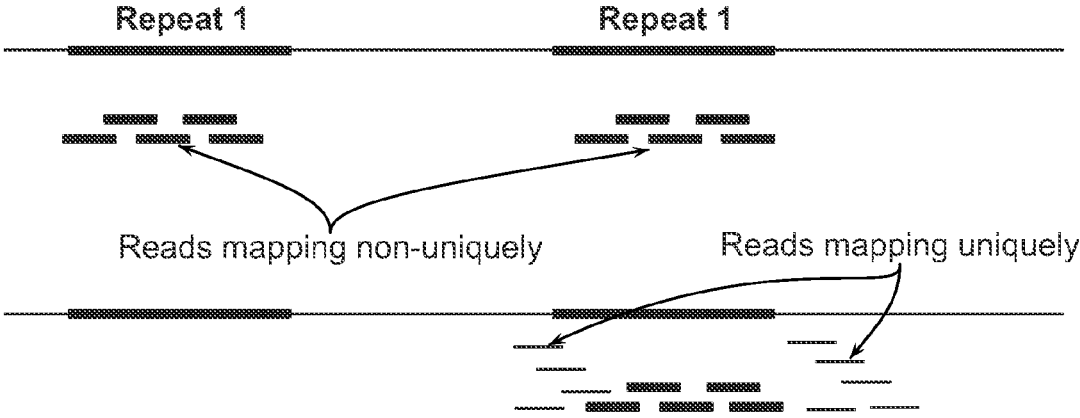 Repeat 1
Repeat 1
Reads mapping non-uniquely
Reads mapping uniquely